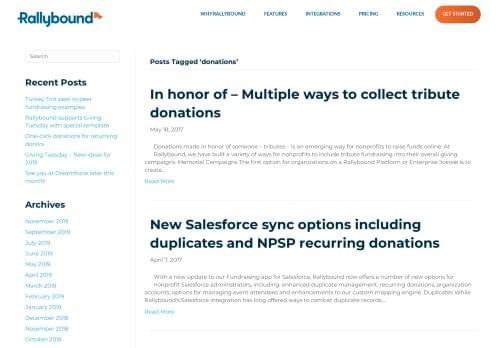 Rallybound
WHY RALLYBOUND
FEATURES
INTEGRATIONS
PRICING
RESOURCES
GET STARTED
Search
Recent Posts
Turkey Trot peer to peer
fundraising examples
Rallybound supports Giving
Tuesday with special template
One-click donations for returning
donors
Giving Tuesday – New ideas for
2019
See you at Dreamforce later this
month!
Archives
November 2019
September 2019
July 2019
June 2019
May 2019
April 2019
March 2019
February 2019
January 2019
December 2018
November 2018
October 2018
Posts Tagged ‘donations’
In honor of – Multiple ways to collect tribute
donations
May 18, 2017
Donations made in honor of someone – tributes – is an emerging way for nonprofits to raise funds online. At
Rallybound, we have built a variety of ways for nonprofits to include tribute fundraising into their overall giving
campaigns. Memorial Campaigns The first option for organizations on a Rallybound Platform or Enterprise license is to
create...
Read More
New Salesforce sync options including
duplicates and NPSP recurring donations
April 7, 2017
With a new update to our Fundraising app for Salesforce, Rallybound now offers a number of new options for
nonprofit Salesforce administrators, including: enhanced duplicate management, recurring donations, organization
accounts, options for managing event attendees and enhancements to our custom mapping engine. Duplicates While
Rallybound's Salesforce integration has long offered ways to combat duplicate records,...
Read More